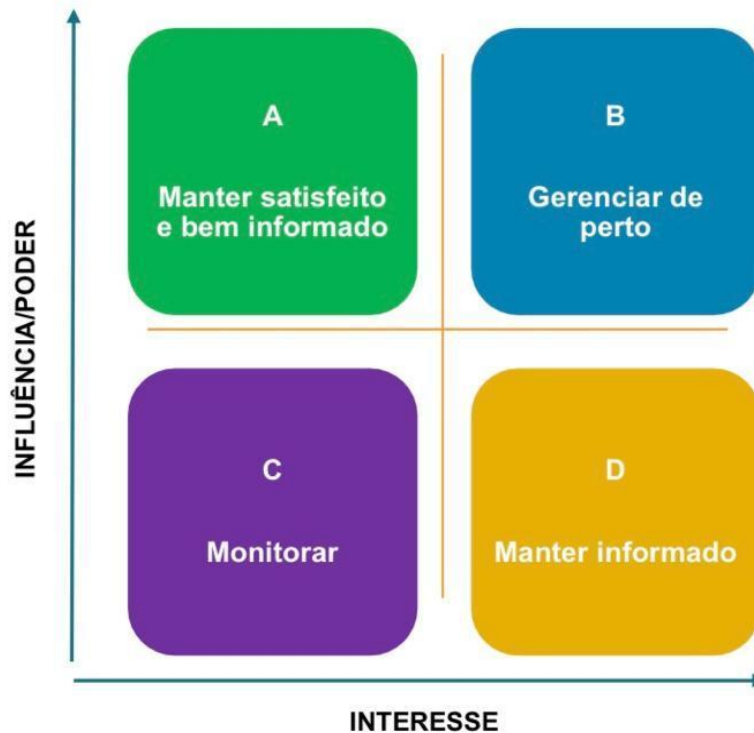 INFLUÊNCIA/PODER
A
Manter satisfeito
e bem informado
B
Gerenciar de
perto
C
Monitorar
D
Manter informado
INTERESSE